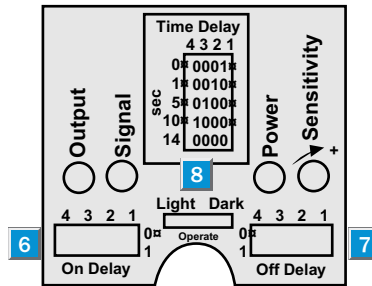 Time Delay
4 3 2 1
0¤ 0001¤
1¤ 0010¤
5¤ 0100¤
10¤ 1000¤
14 0000
sec
Output
Signal
Power
Sensitivity
+
8
Light Dark
Operate
4 3 2 1
0¤
1
On Delay
6
4 3 2 1
0¤
1
Off Delay
7